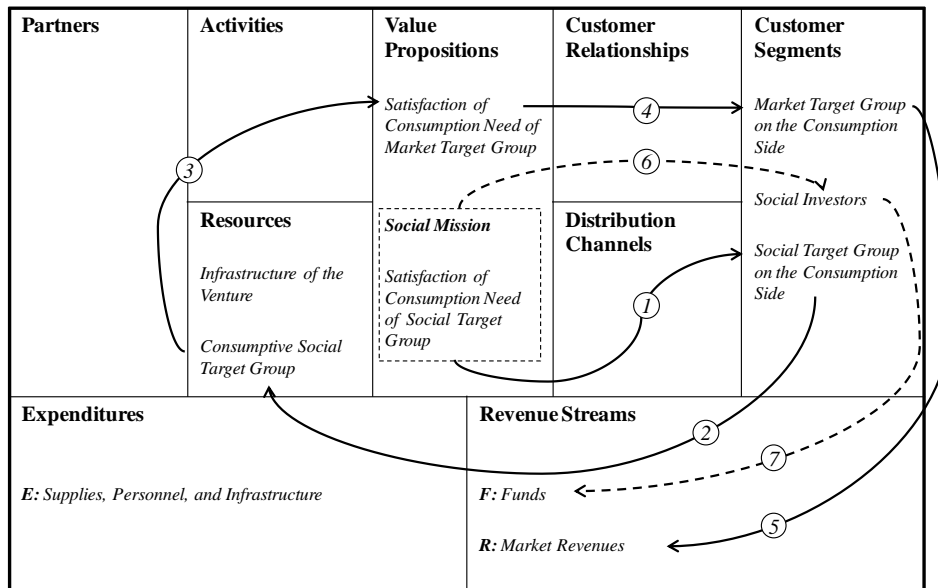 Partners
Activities
Value
Propositions
Customer
Relationships
Customer
Segments
Satisfaction of
Consumption Need of
Market Target Group
4
Market Target Group
on the Consumption
Side
3
6
Social Investors
Resources
Infrastructure of the
Venture
Consumptive Social
Target Group
Social Mission
Satisfaction of
Consumption Need
of Social Target
Group
Distribution
Channels
1
Social Target Group
on the Consumption
Side
Expenditures
E: Supplies, Personnel, and Infrastructure
Revenue Streams
2
7
F: Funds
5
R: Market Revenues